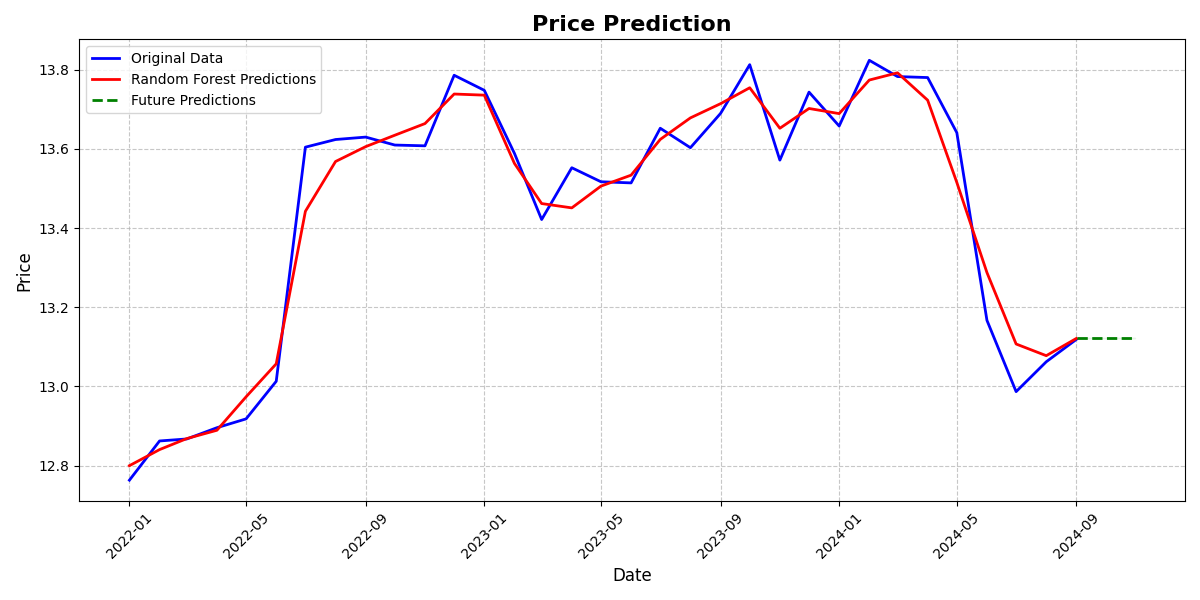 Price Prediction
Original Data
Random Forest Predictions
Future Predictions
Price
13.8
13.6
13.4
13.2
13.0
12.8
2022-01
2022-05
2022-09
2023-01
2023-05
2023-09
2024-01
2024-05
2024-09
Date